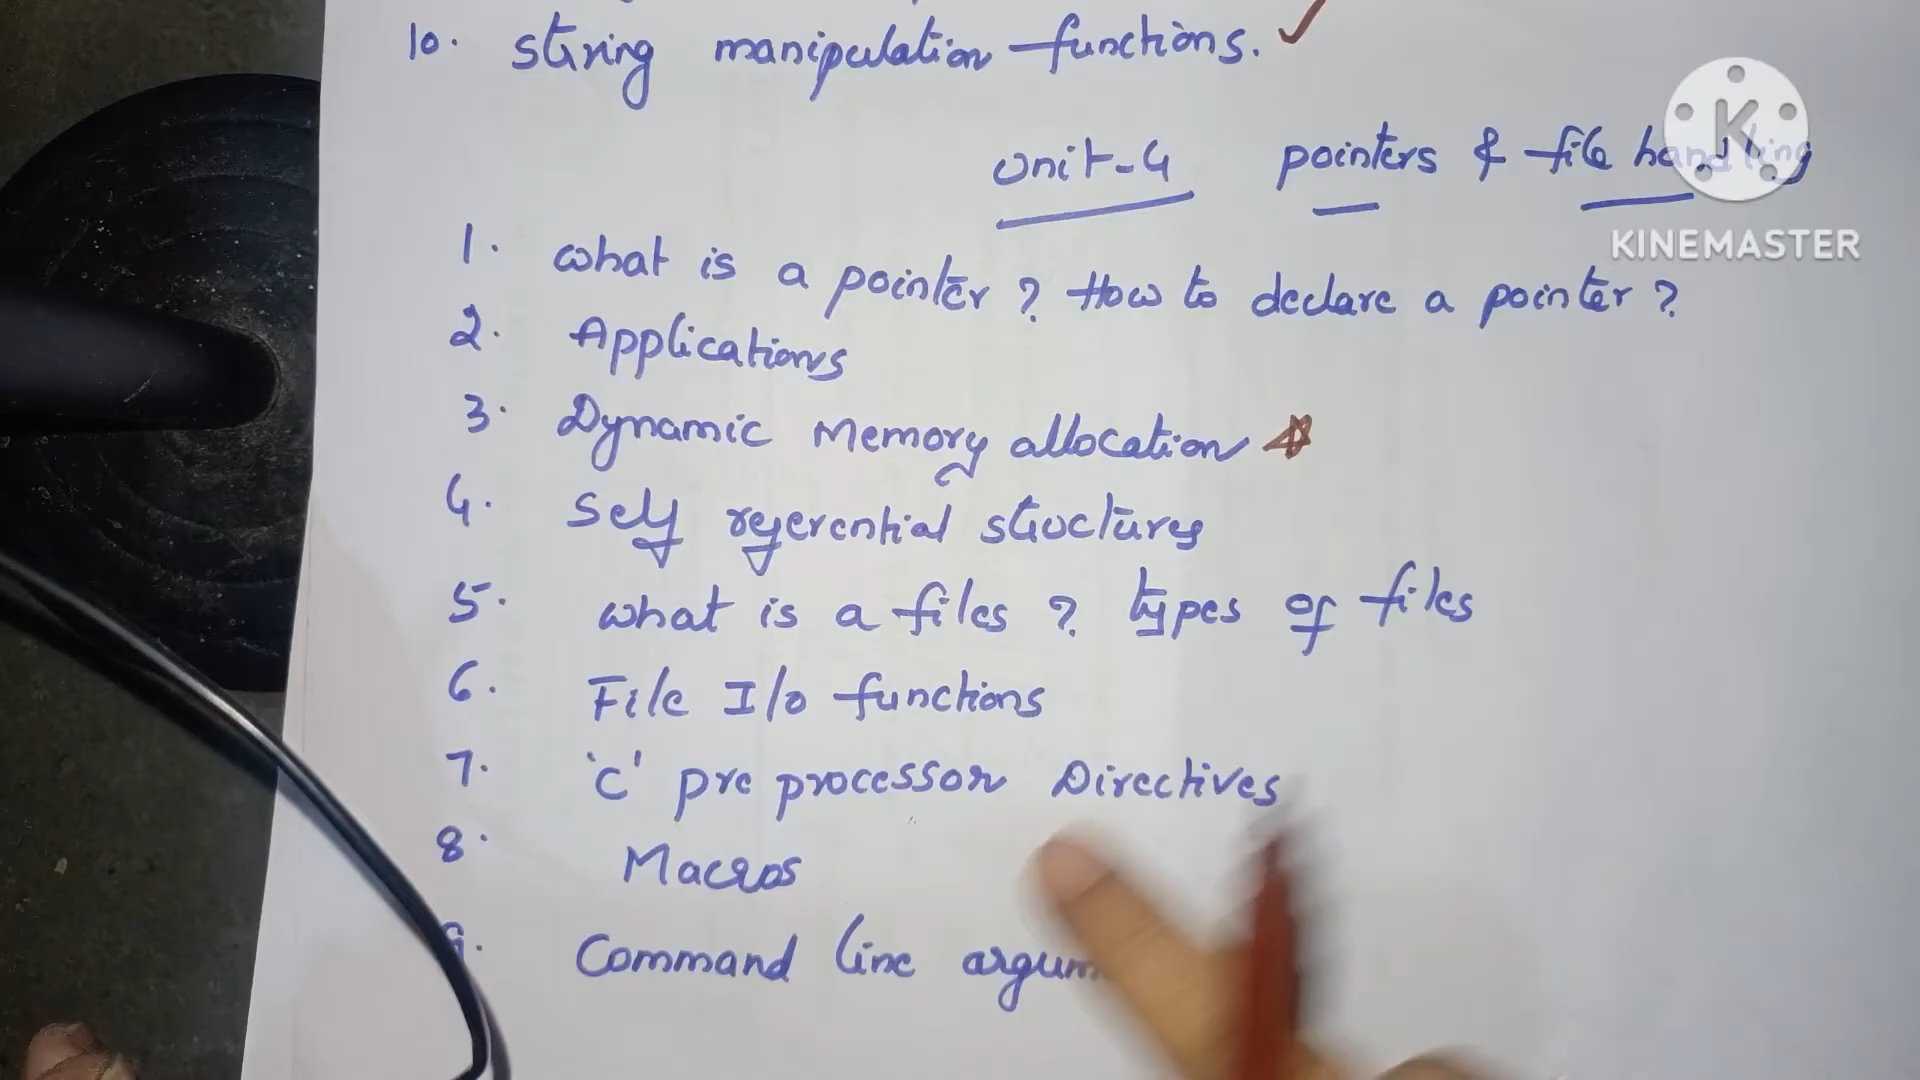 10. string manipulation functions.
Unit-4 pointers & file handling
K
KINEMASTER
1. what is a pointer? How to declare a pointer?
2. Applications
3. Dynamic Memory allocation
4. Self referential structures
5. what is a files? types of files
6. File I/o functions
7. 'C' pre processor Directives
8. Macros
9. Command line